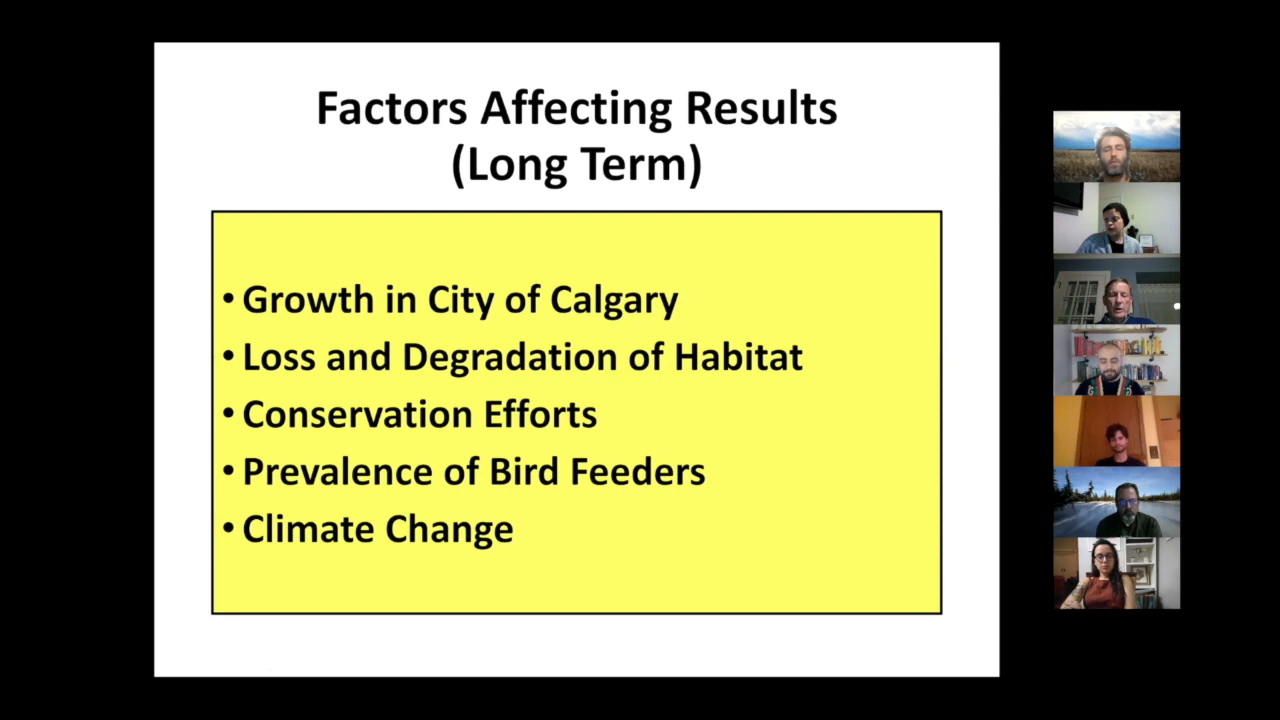 Factors Affecting Results
(Long Term)
• Growth in City of Calgary
• Loss and Degradation of Habitat
• Conservation Efforts
• Prevalence of Bird Feeders
• Climate Change